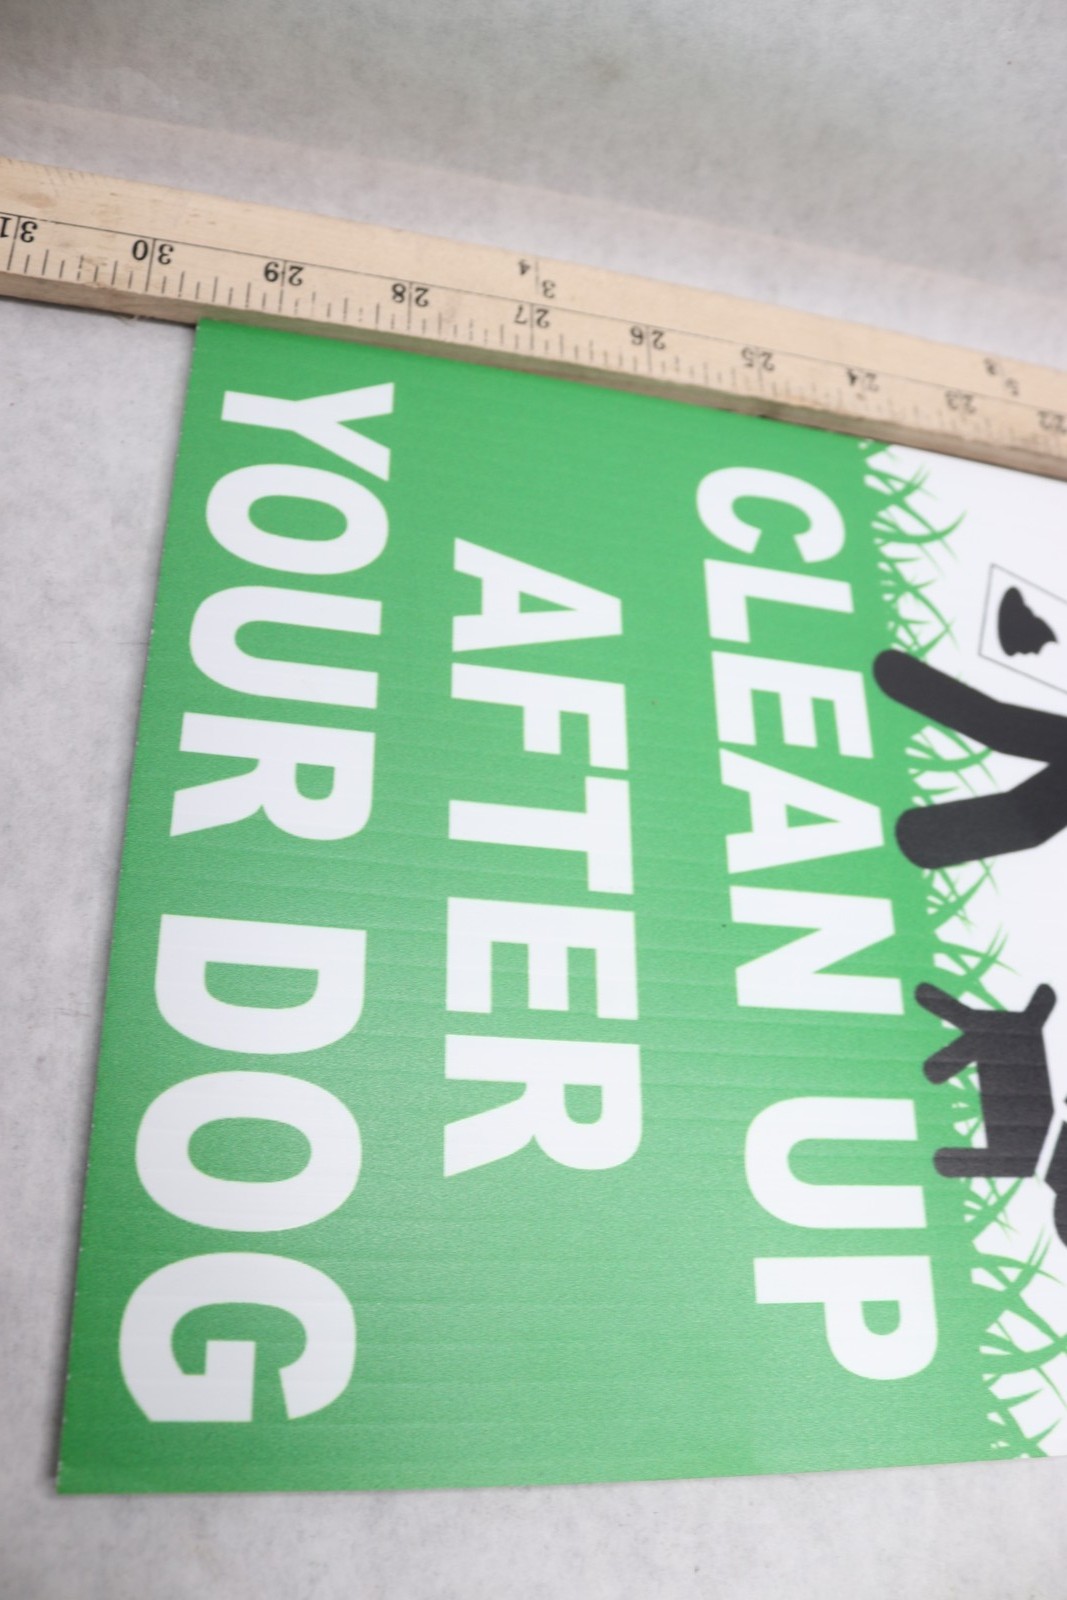 CLEAN UP
AFTER
YOUR DOG
31 30 29 28 27 26 25 24 23 22
3 4
5 8